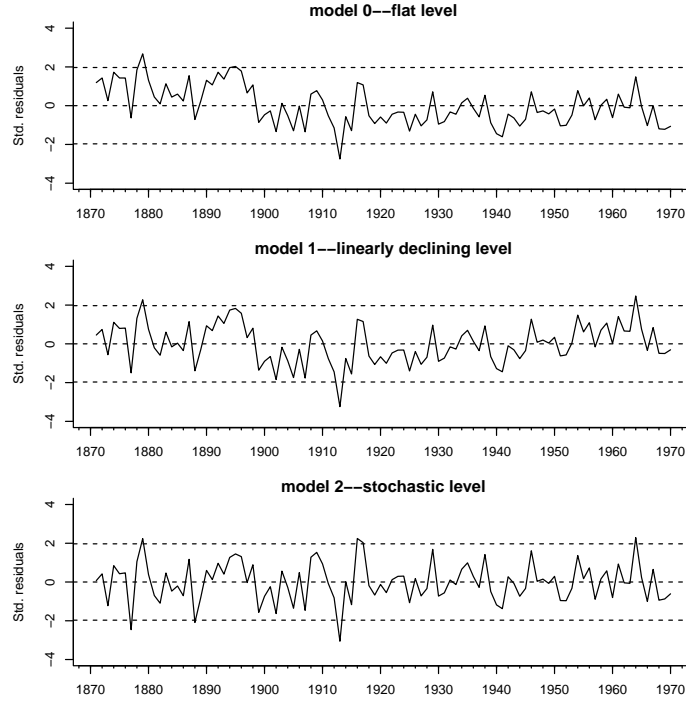 model 0−−flat level
Std. residuals
4
2
0
−2
−4
1870 1880 1890 1900 1910 1920 1930 1940 1950 1960 1970
model 1−−linearly declining level
Std. residuals
4
2
0
−2
−4
1870 1880 1890 1900 1910 1920 1930 1940 1950 1960 1970
model 2−−stochastic level
Std. residuals
4
2
0
−2
−4
1870 1880 1890 1900 1910 1920 1930 1940 1950 1960 1970